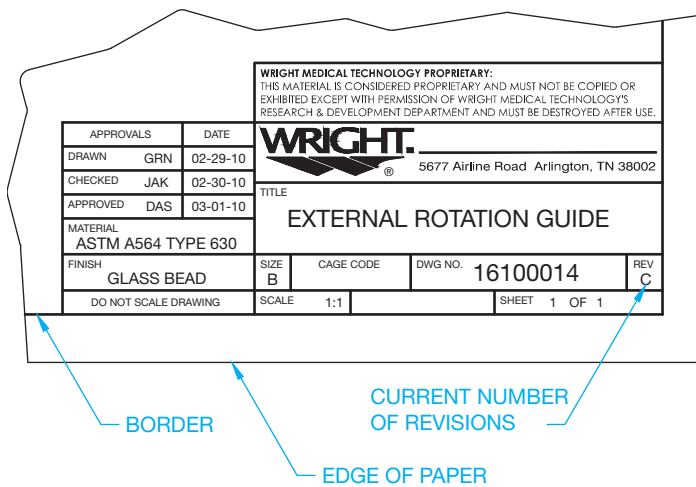 WRIGHT MEDICAL TECHNOLOGY PROPRIETARY:
THIS MATERIAL IS CONSIDERED PROPRIETARY AND MUST NOT BE COPIED OR
EXHIBITED EXCEPT WITH PERMISSION OF WRIGHT MEDICAL TECHNOLOGY'S
RESEARCH & DEVELOPMENT DEPARTMENT AND MUST BE DESTROYED AFTER USE.
APPROVALS DATE
DRAWN GRN 02-29-10
CHECKED JAK 02-30-10
APPROVED DAS 03-01-10
MATERIAL
ASTM A564 TYPE 630
FINISH
GLASS BEAD
DO NOT SCALE DRAWING
WRIGHT.
®
5677 Airline Road Arlington, TN 38002
TITLE
EXTERNAL ROTATION GUIDE
SIZE
B
CAGE CODE
DWG NO. 16100014
REV
C
SCALE 1:1
SHEET 1 OF 1
BORDER
EDGE OF PAPER
CURRENT NUMBER
OF REVISIONS